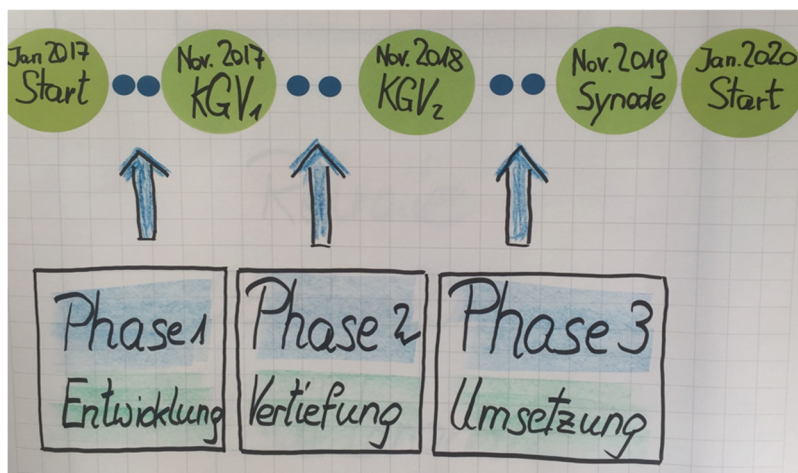 Jan 2017
Start
Nov. 2017
KGV1
Nov. 2018
KGV2
Nov. 2019
Synode
Jan. 2020
Start
Phase 1
Entwicklung
Phase 2
Vertiefung
Phase 3
Umsetzung